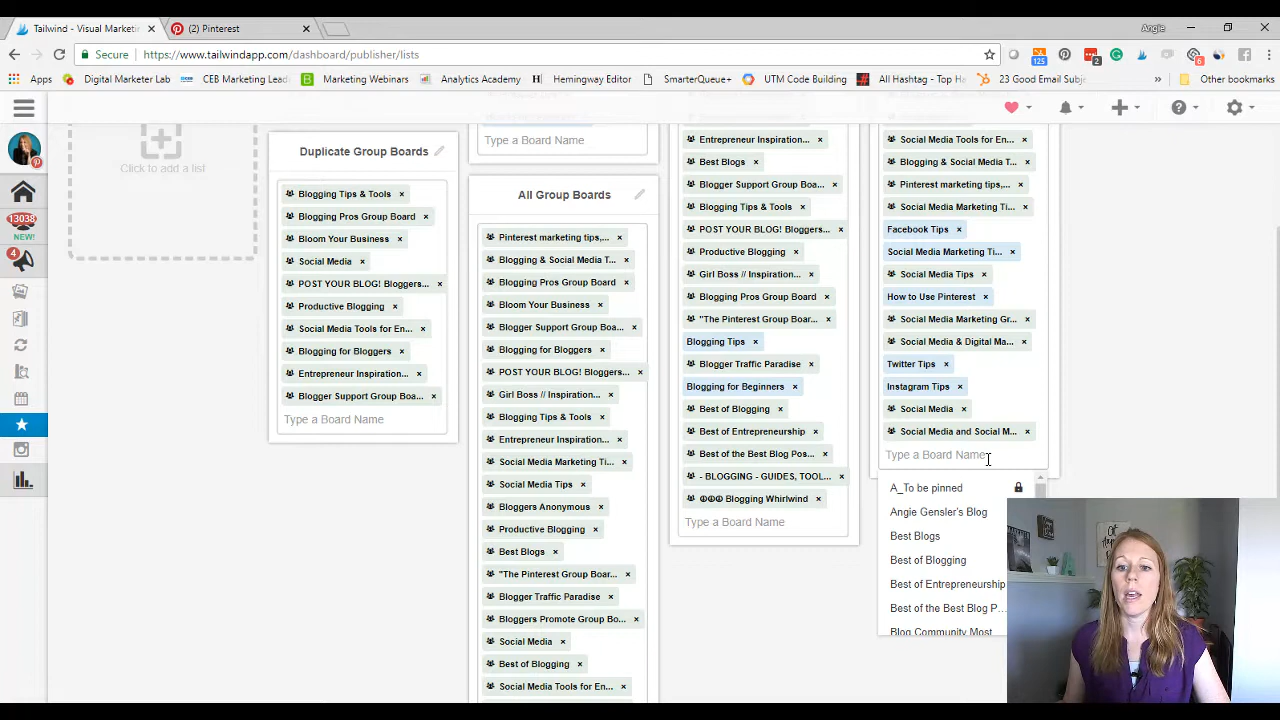 Tailwind - Visual Marketi
(2) Pinterest
Angie
Secure
https://www.tailwindapp.com/dashboard/publisher/lists
125
2
6
Apps
Digital Marketer Lab
CEB Marketing Lead
Marketing Webinars
Analytics Academy
Hemingway Editor
SmarterQueue
UTM Code Building
All Hashtag - Top Ha
23 Good Email Subje
»
Other bookmarks
13038
NEW!
4
Click to add a list
Duplicate Group Boards
Blogging Tips & Tools ×
Blogging Pros Group Board ×
Bloom Your Business ×
Social Media ×
POST YOUR BLOG! Bloggers... ×
Productive Blogging ×
Social Media Tools for En... ×
Blogging for Bloggers ×
Entrepreneur Inspiration... ×
Blogger Support Group Boa... ×
Type a Board Name
Type a Board Name
All Group Boards
Pinterest marketing tips,... ×
Blogging & Social Media T... ×
Blogging Pros Group Board ×
Bloom Your Business ×
Blogger Support Group Boa... ×
Blogging for Bloggers ×
POST YOUR BLOG! Bloggers... ×
Girl Boss // Inspiration... ×
Blogging Tips & Tools ×
Entrepreneur Inspiration... ×
Social Media Marketing Ti... ×
Social Media Tips ×
Bloggers Anonymous ×
Productive Blogging ×
Best Blogs ×
"The Pinterest Group Boar... ×
Blogger Traffic Paradise ×
Bloggers Promote Group Bo... ×
Social Media ×
Best of Blogging ×
Social Media Tools for En... ×
Entrepreneur Inspiration... ×
Best Blogs ×
Blogger Support Group Boa... ×
Blogging Tips & Tools ×
POST YOUR BLOG! Bloggers... ×
Productive Blogging ×
Girl Boss // Inspiration... ×
Blogging Pros Group Board ×
"The Pinterest Group Boar... ×
Blogging Tips ×
Blogger Traffic Paradise ×
Blogging for Beginners ×
Best of Blogging ×
Best of Entrepreneurship ×
Best of the Best Blog Pos... ×
- BLOGGING - GUIDES, TOOL... ×
☮☮☮ Blogging Whirlwind ×
Type a Board Name
Social Media Tools for En... ×
Blogging & Social Media T... ×
Pinterest marketing tips,... ×
Social Media Marketing Ti... ×
Facebook Tips ×
Social Media Marketing Ti... ×
Social Media Tips ×
How to Use Pinterest ×
Social Media Marketing Gr... ×
Social Media & Digital Ma... ×
Twitter Tips ×
Instagram Tips ×
Social Media ×
Social Media and Social M... ×
Type a Board Name
A_To be pinned
Angie Gensler's Blog
Best Blogs
Best of Blogging
Best of Entrepreneurship
Best of the Best Blog P...
Blog Community Most